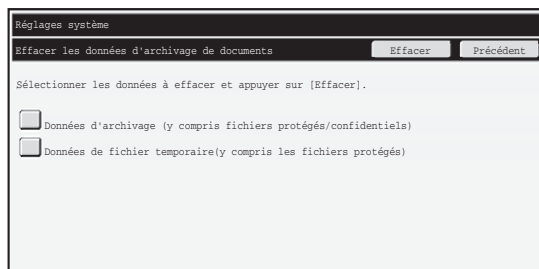 Réglages système
Effacer les données d'archivage de documents Effacer Précédent
Sélectionner les données à effacer et appuyer sur [Effacer].
Données d'archivage (y compris fichiers protégés/confidentiels)
Données de fichier temporaire(y compris les fichiers protégés)